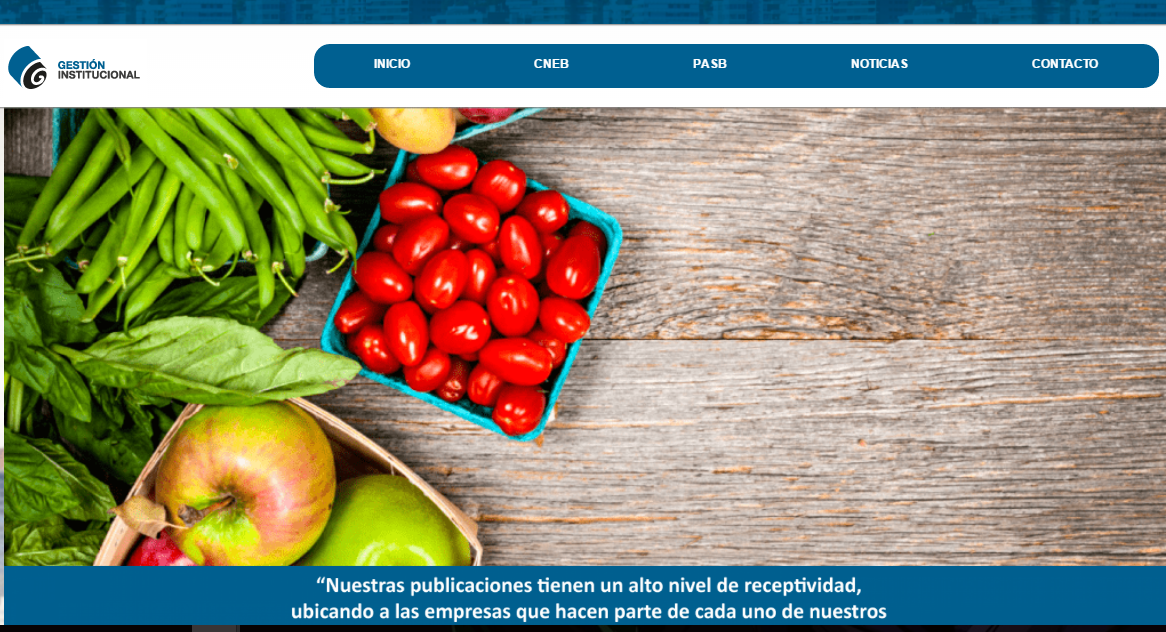 GESTIÓN
INSTITUCIONAL
INICIO CNEB PASB NOTICIAS CONTACTO
“Nuestras publicaciones tienen un alto nivel de receptividad,
ubicando a las empresas que hacen parte de cada uno de nuestros